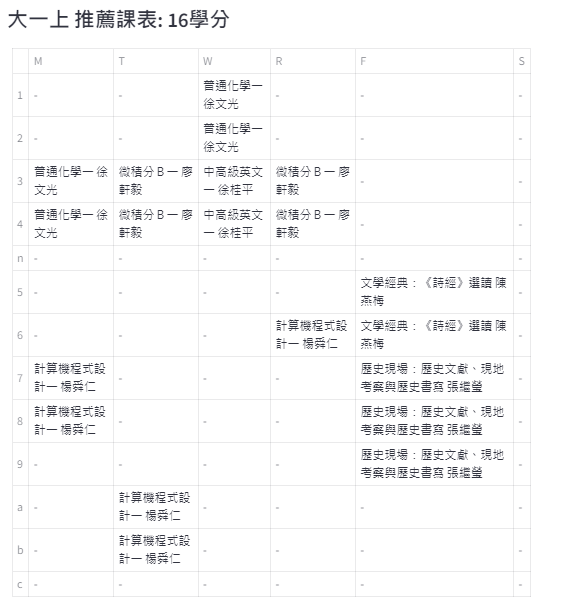 大一上 推薦課表: 16學分
M T W R F S
1 - - 普通化學一 徐文光 - - -
2 - - 普通化學一 徐文光 - - -
3 普通化學一 徐文光 微積分B一 廖軒毅 中高級英文一 徐桂平 微積分B一 廖軒毅 - -
4 普通化學一 徐文光 微積分B一 廖軒毅 中高級英文一 徐桂平 微積分B一 廖軒毅 - -
n - - - - - -
5 - - - - 文學經典：《詩經》選讀 陳燕梅 -
6 - - - 計算機程式設計一 楊舜仁 文學經典：《詩經》選讀 陳燕梅 -
7 計算機程式設計一 楊舜仁 - - - 歷史現場：歷史文獻、現地考察與歷史書寫 張繼瑩 -
8 計算機程式設計一 楊舜仁 - - - 歷史現場：歷史文獻、現地考察與歷史書寫 張繼瑩 -
9 - - - - 歷史現場：歷史文獻、現地考察與歷史書寫 張繼瑩 -
a - 計算機程式設計一 楊舜仁 - - - -
b - 計算機程式設計一 楊舜仁 - - - -
c - - - - - -